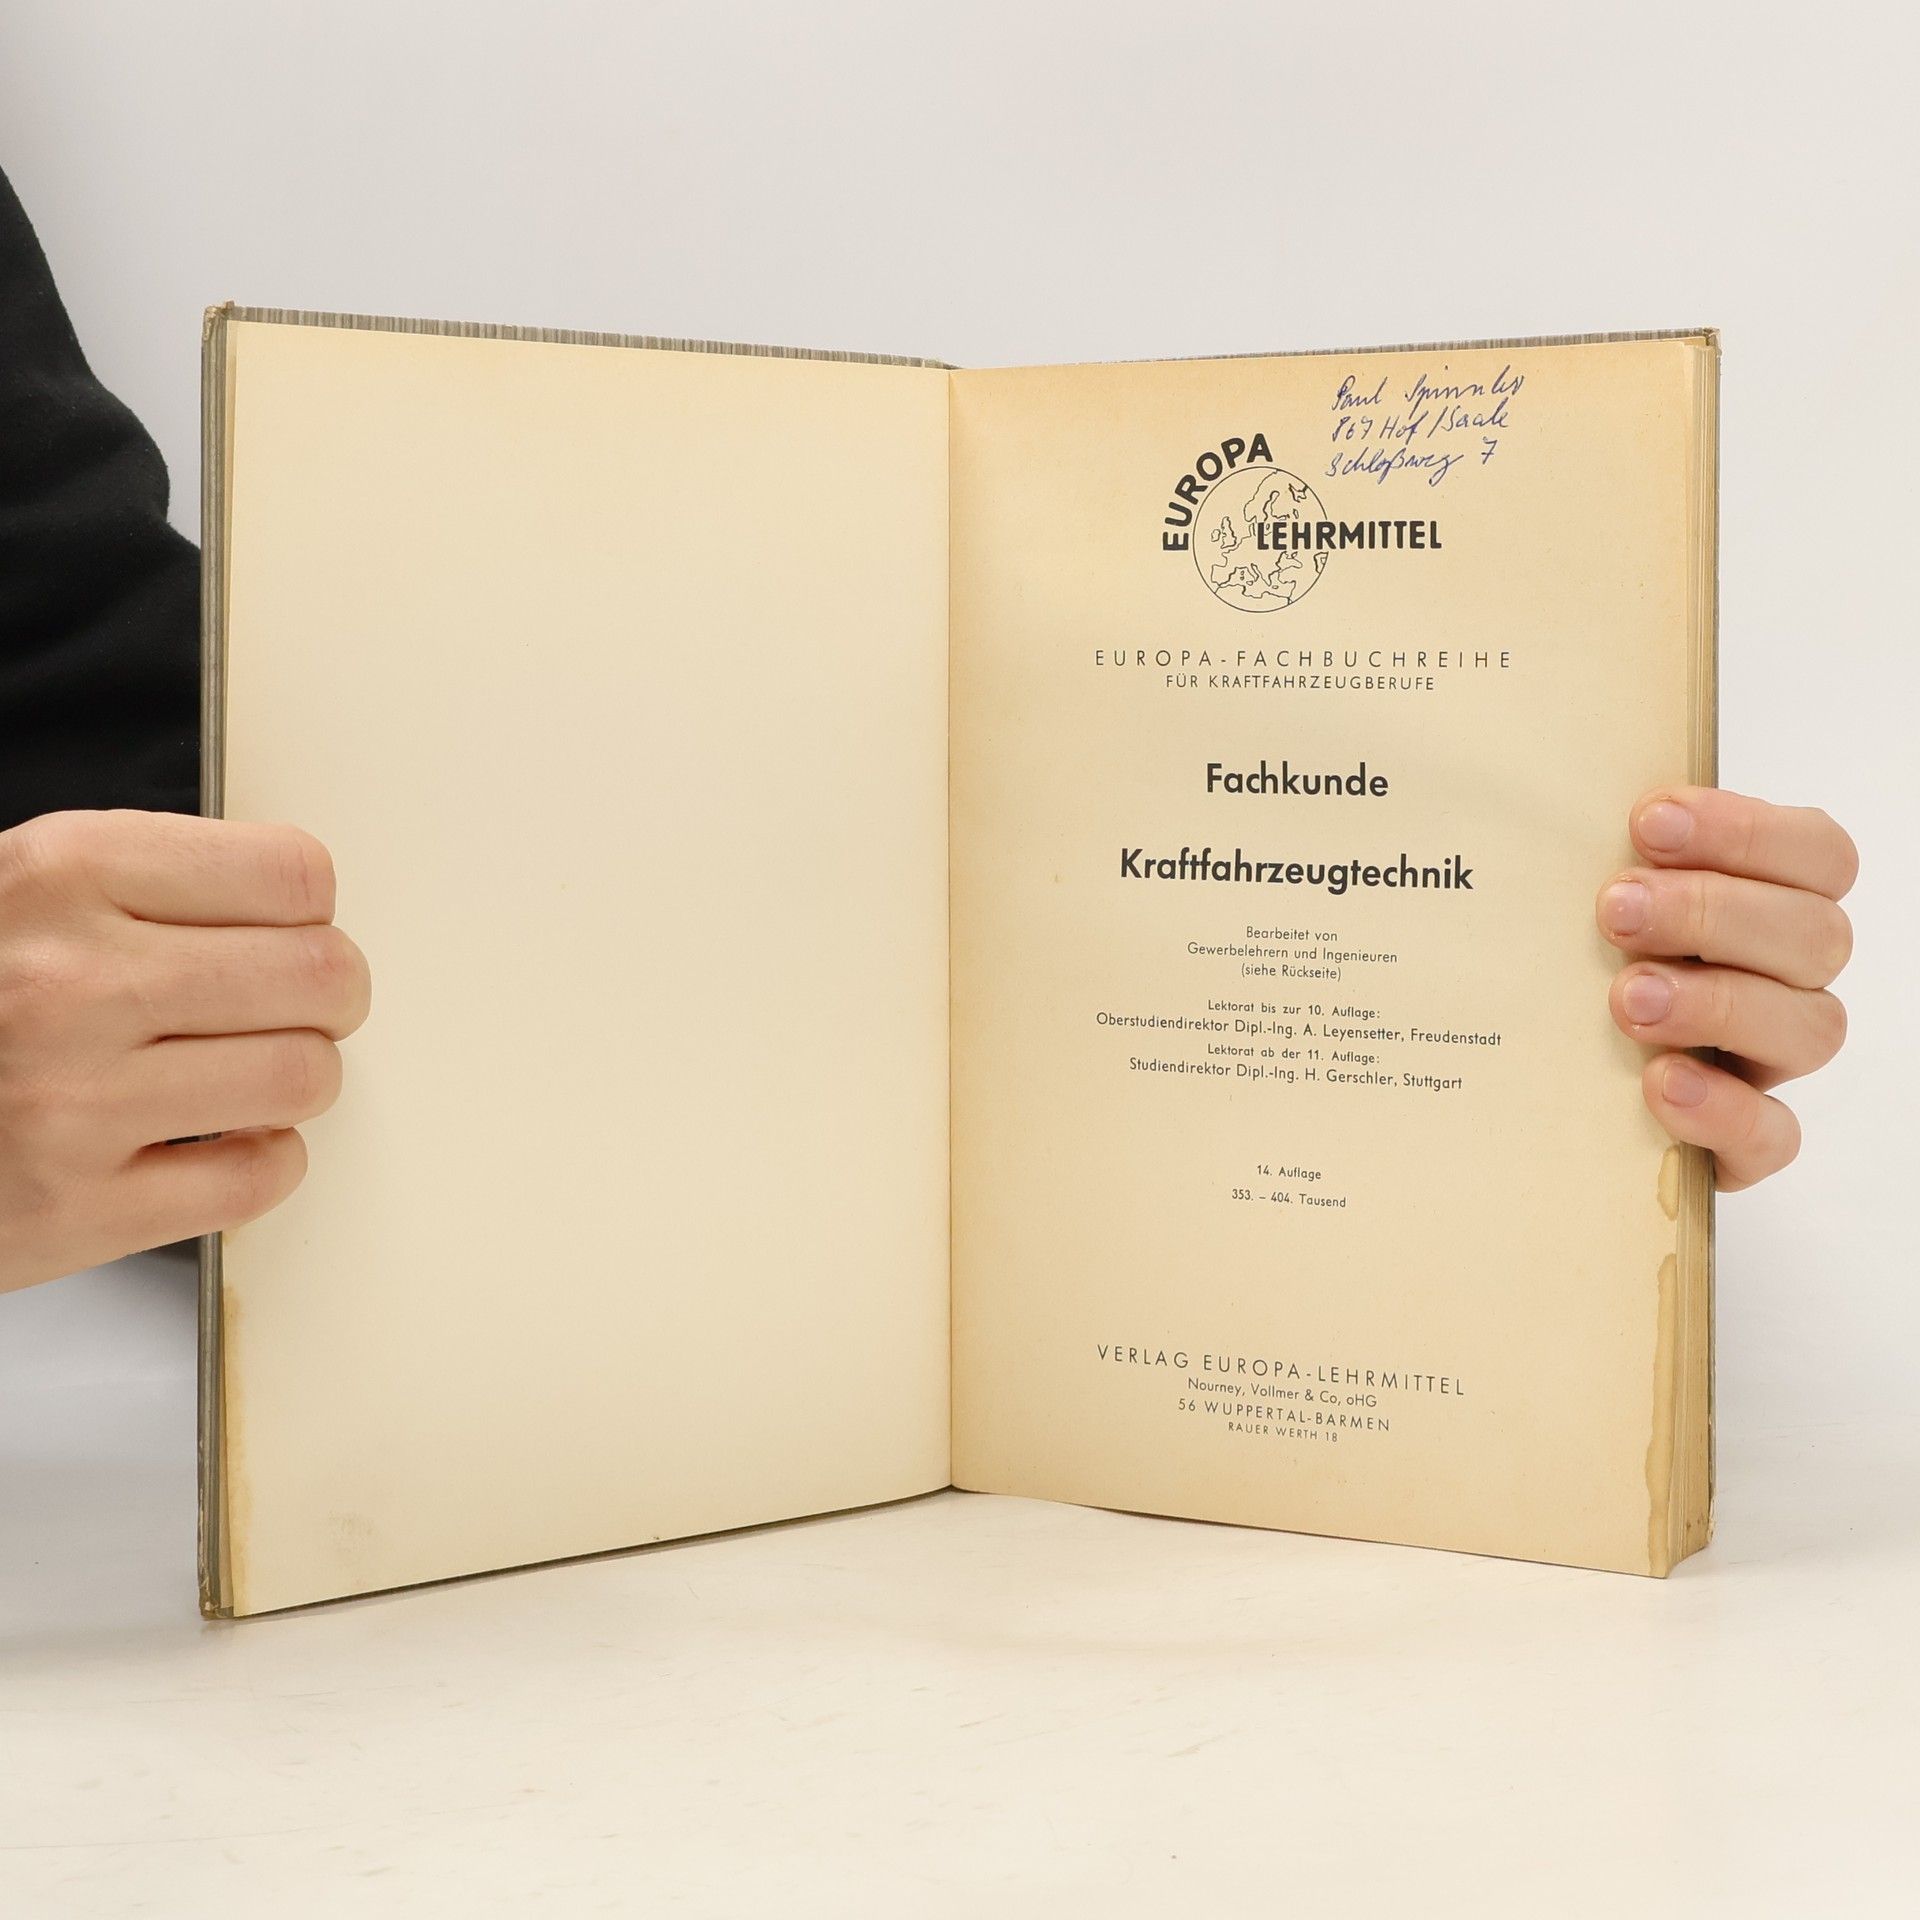 Paul Spinnler
867 Hof/Saale
Schloßweg 7
EUROPA
LEHRMITTEL
EUROPA-FACHBUCHREIHE
FÜR KRAFTFAHRZEUGBERUFE
Fachkunde
Kraftfahrzeugtechnik
Bearbeitet von
Gewerbelehrern und Ingenieuren
(siehe Rückseite)
Lektorat bis zur 10. Auflage:
Oberstudiendirektor Dipl.-Ing. A. Leyensetter, Freudenstadt
Lektorat ab der 11. Auflage:
Studiendirektor Dipl.-Ing. H. Gerschler, Stuttgart
14. Auflage
353. – 404. Tausend
VERLAG EUROPA-LEHRMITTEL
Nourney, Vollmer & Co, oHG
56 WUPPERTAL-BARMEN
RAUER WERTH 18